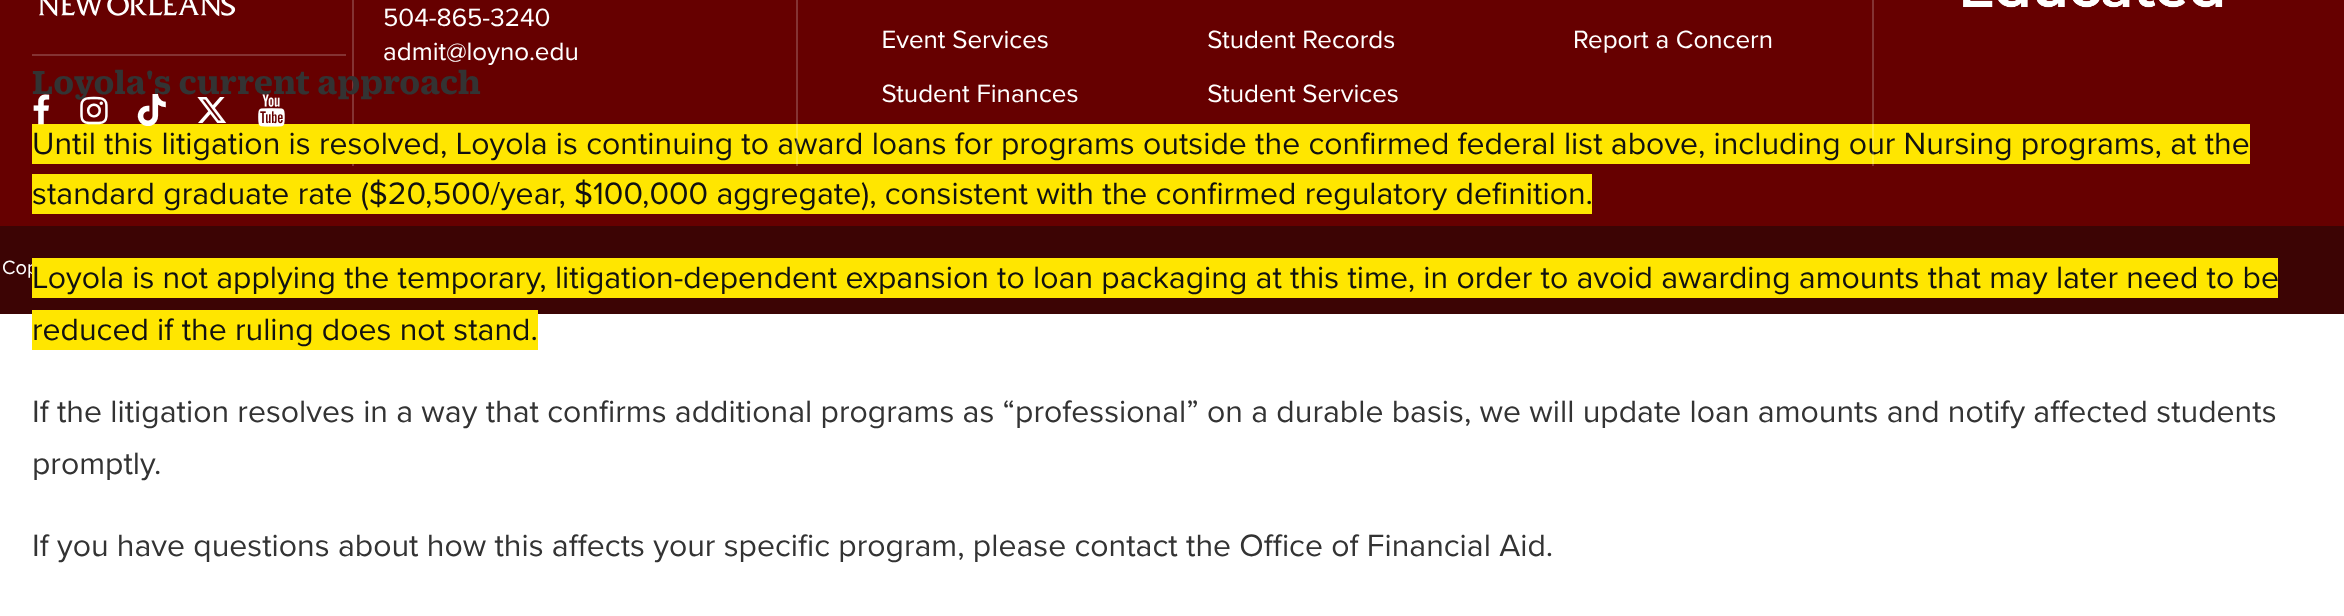 NEW ORLEANS
504-865-3240
admit@loyno.edu
Event Services
Student Records
Report a Concern
Educated
Student Finances
Student Services
Loyola's current approach
You
Tube
Until this litigation is resolved, Loyola is continuing to award loans for programs outside the confirmed federal list above, including our Nursing programs, at the
standard graduate rate ($20,500/year, $100,000 aggregate), consistent with the confirmed regulatory definition.
Loyola is not applying the temporary, litigation-dependent expansion to loan packaging at this time, in order to avoid awarding amounts that may later need to be
reduced if the ruling does not stand.
If the litigation resolves in a way that confirms additional programs as “professional” on a durable basis, we will update loan amounts and notify affected students
promptly.
If you have questions about how this affects your specific program, please contact the Office of Financial Aid.